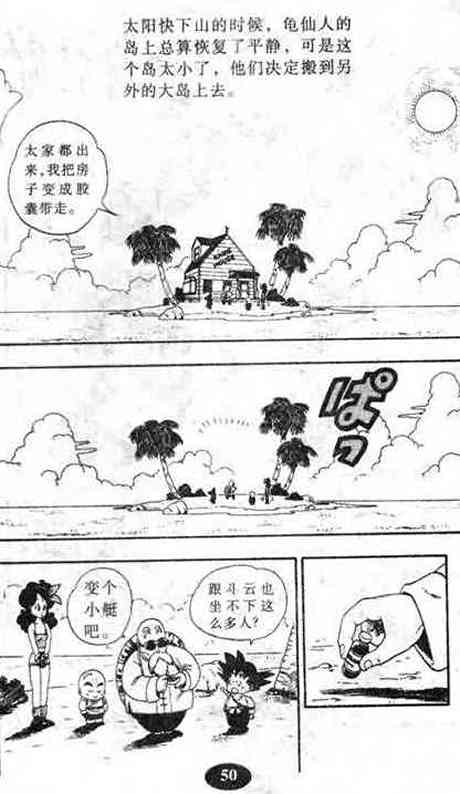 太阳快下山的时候，龟仙人的
岛上总算恢复了平静，可是这
个岛太小了，他们决定搬到另
外的大岛上去。
太家都出
来，我把房
子变成胶
囊带走。
ぱっ
变个
小艇
吧。
跟斗云也
坐不下这
么多人？
50